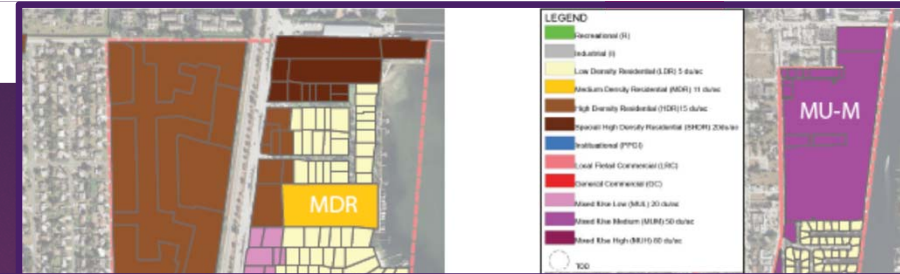 MDR
LEGEND
Recreational (R)
Industrial (I)
Low Density Residential (LDR) 5 du/ac
Medium Density Residential (MDR) 11 du/ac
High Density Residential (HDR)15 du/ac
Special High Density Residential (SHDR) 20du/ac
Institutional (PPGI)
Local Retail Commercial (LRC)
General Commercial (GC)
Mixed Use Low (MUL) 20 du/ac
Mixed Use Medium (MUM) 50 du/ac
Mixed Use High (MUH) 60 du/ac
TOD
MU-M